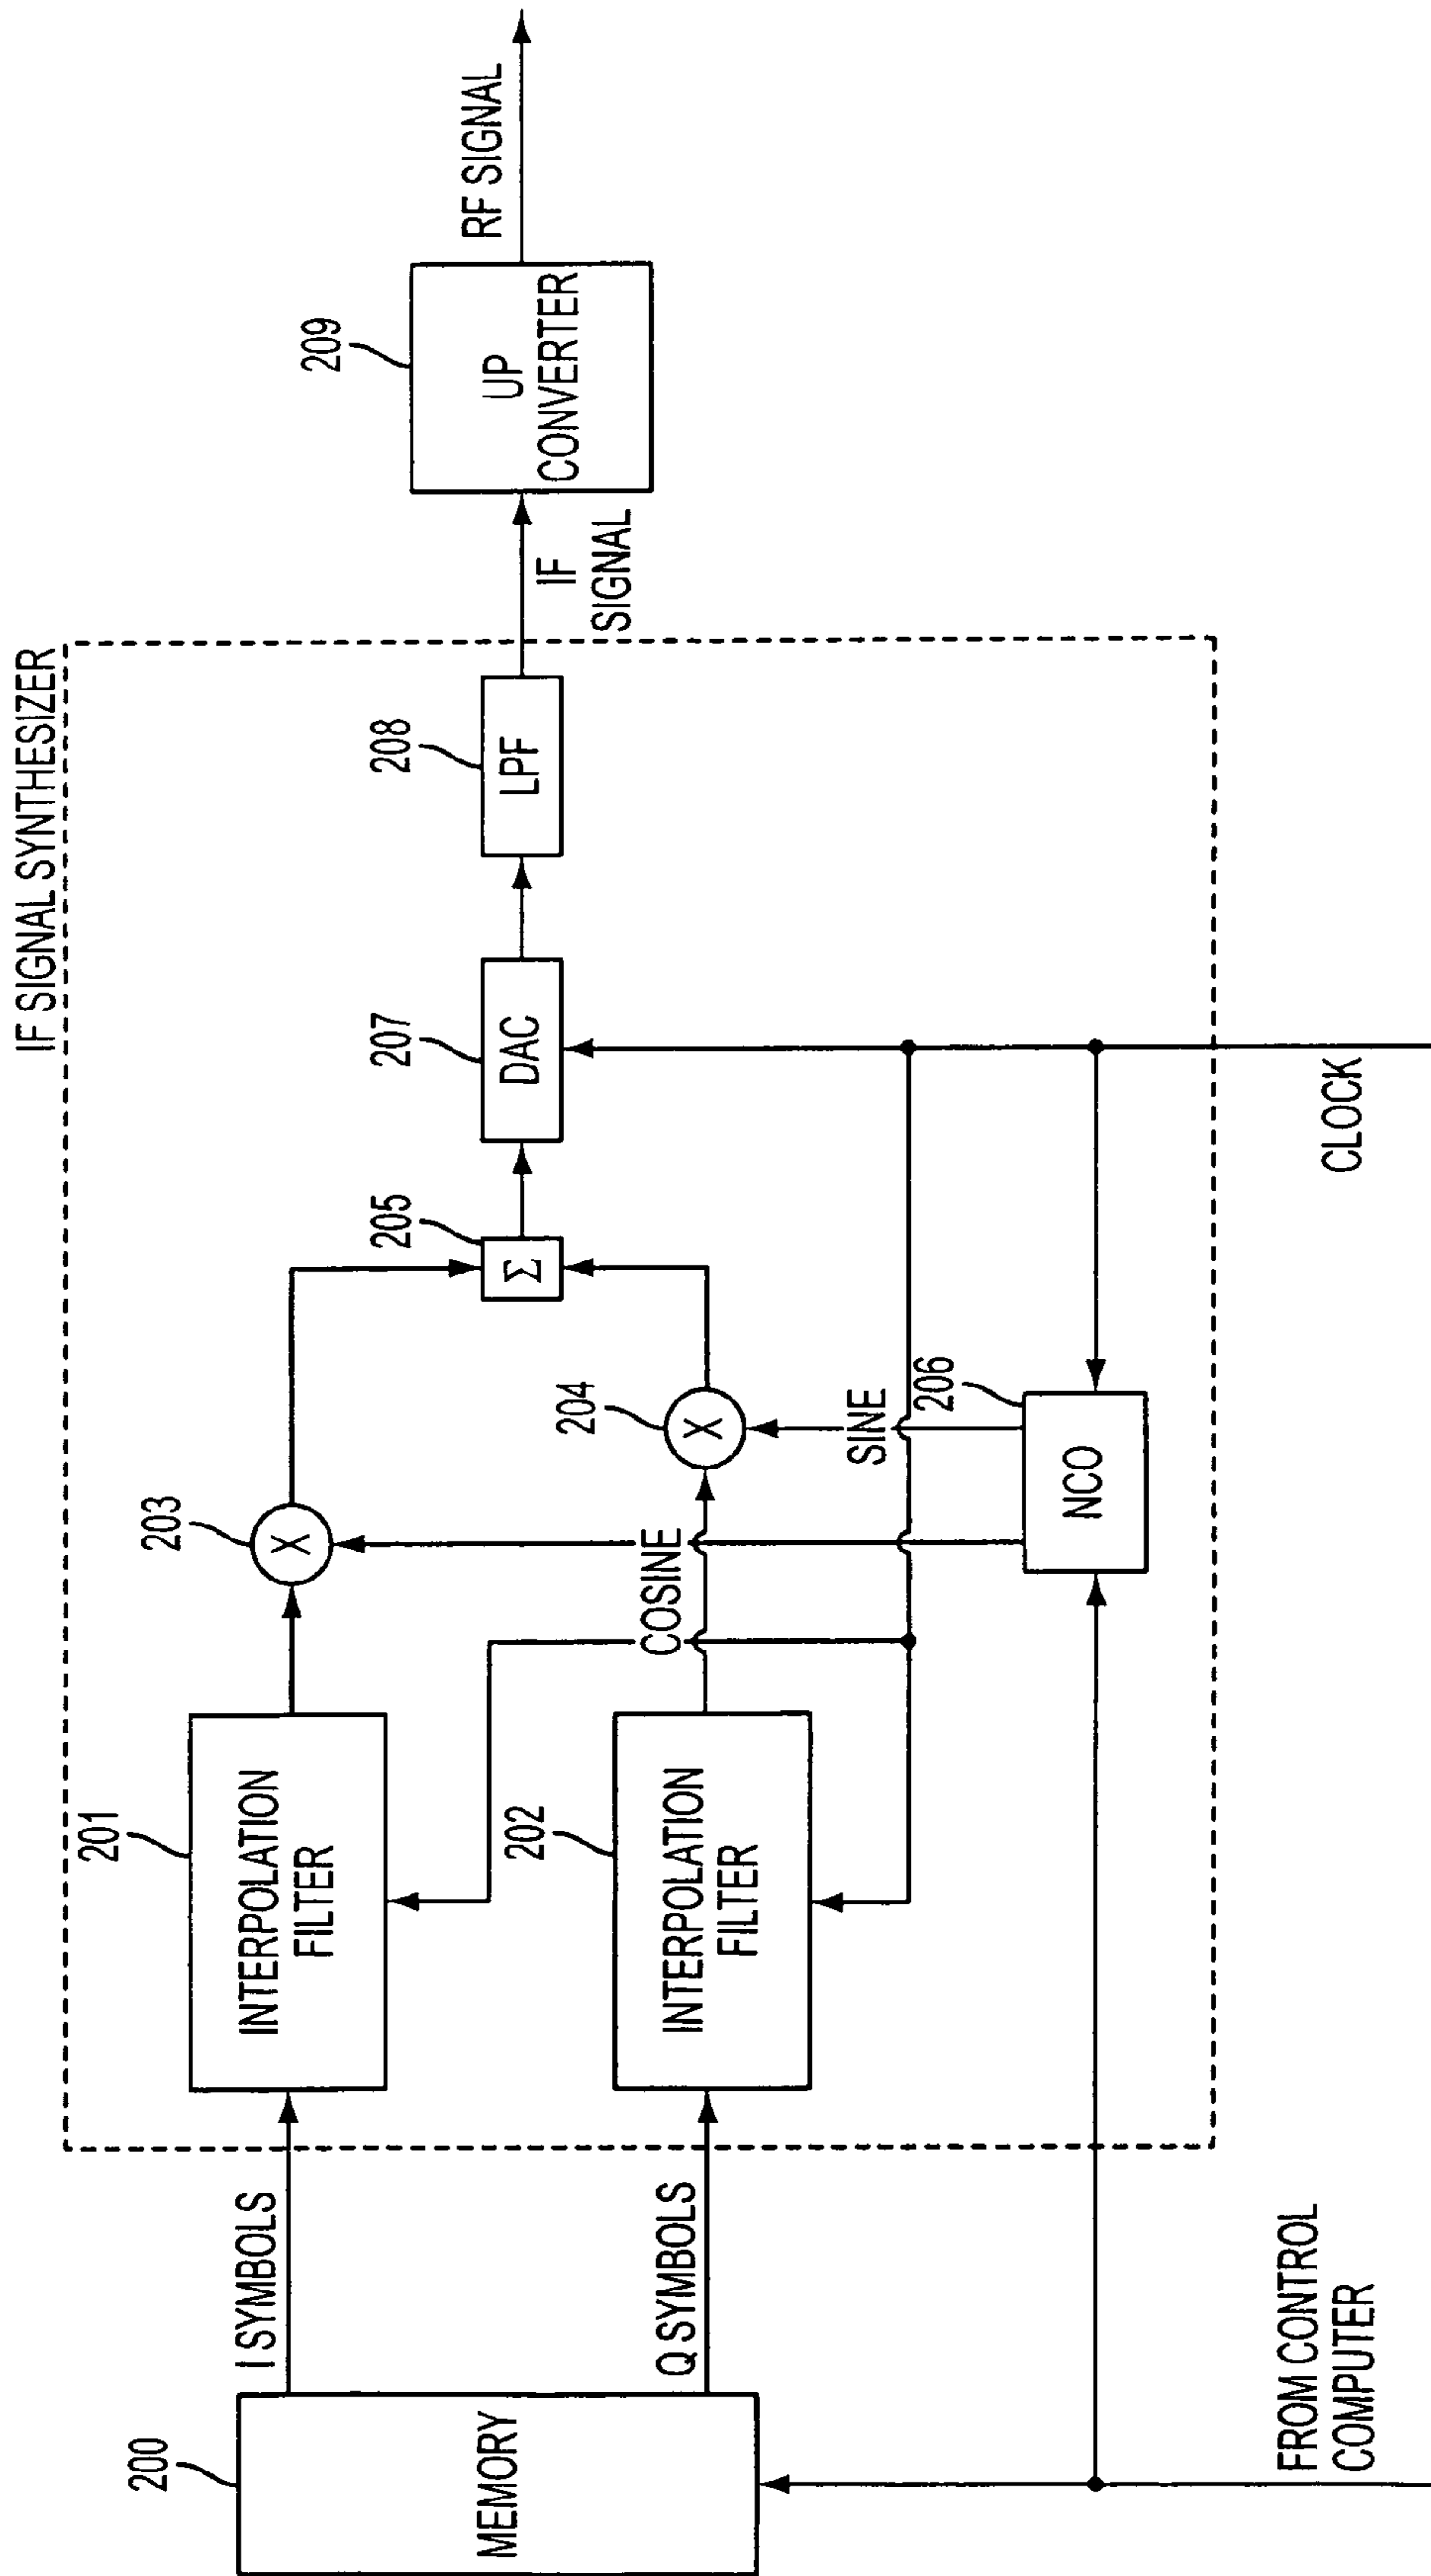 IF SIGNAL SYNTHESIZER
200
MEMORY
I SYMBOLS
Q SYMBOLS
201
INTERPOLATION
FILTER
202
INTERPOLATION
FILTER
203
X
204
X
COSINE
SINE
205
Σ
206
NCO
207
DAC
208
LPF
IF
SIGNAL
209
UP
CONVERTER
RF SIGNAL
FROM CONTROL
COMPUTER
CLOCK